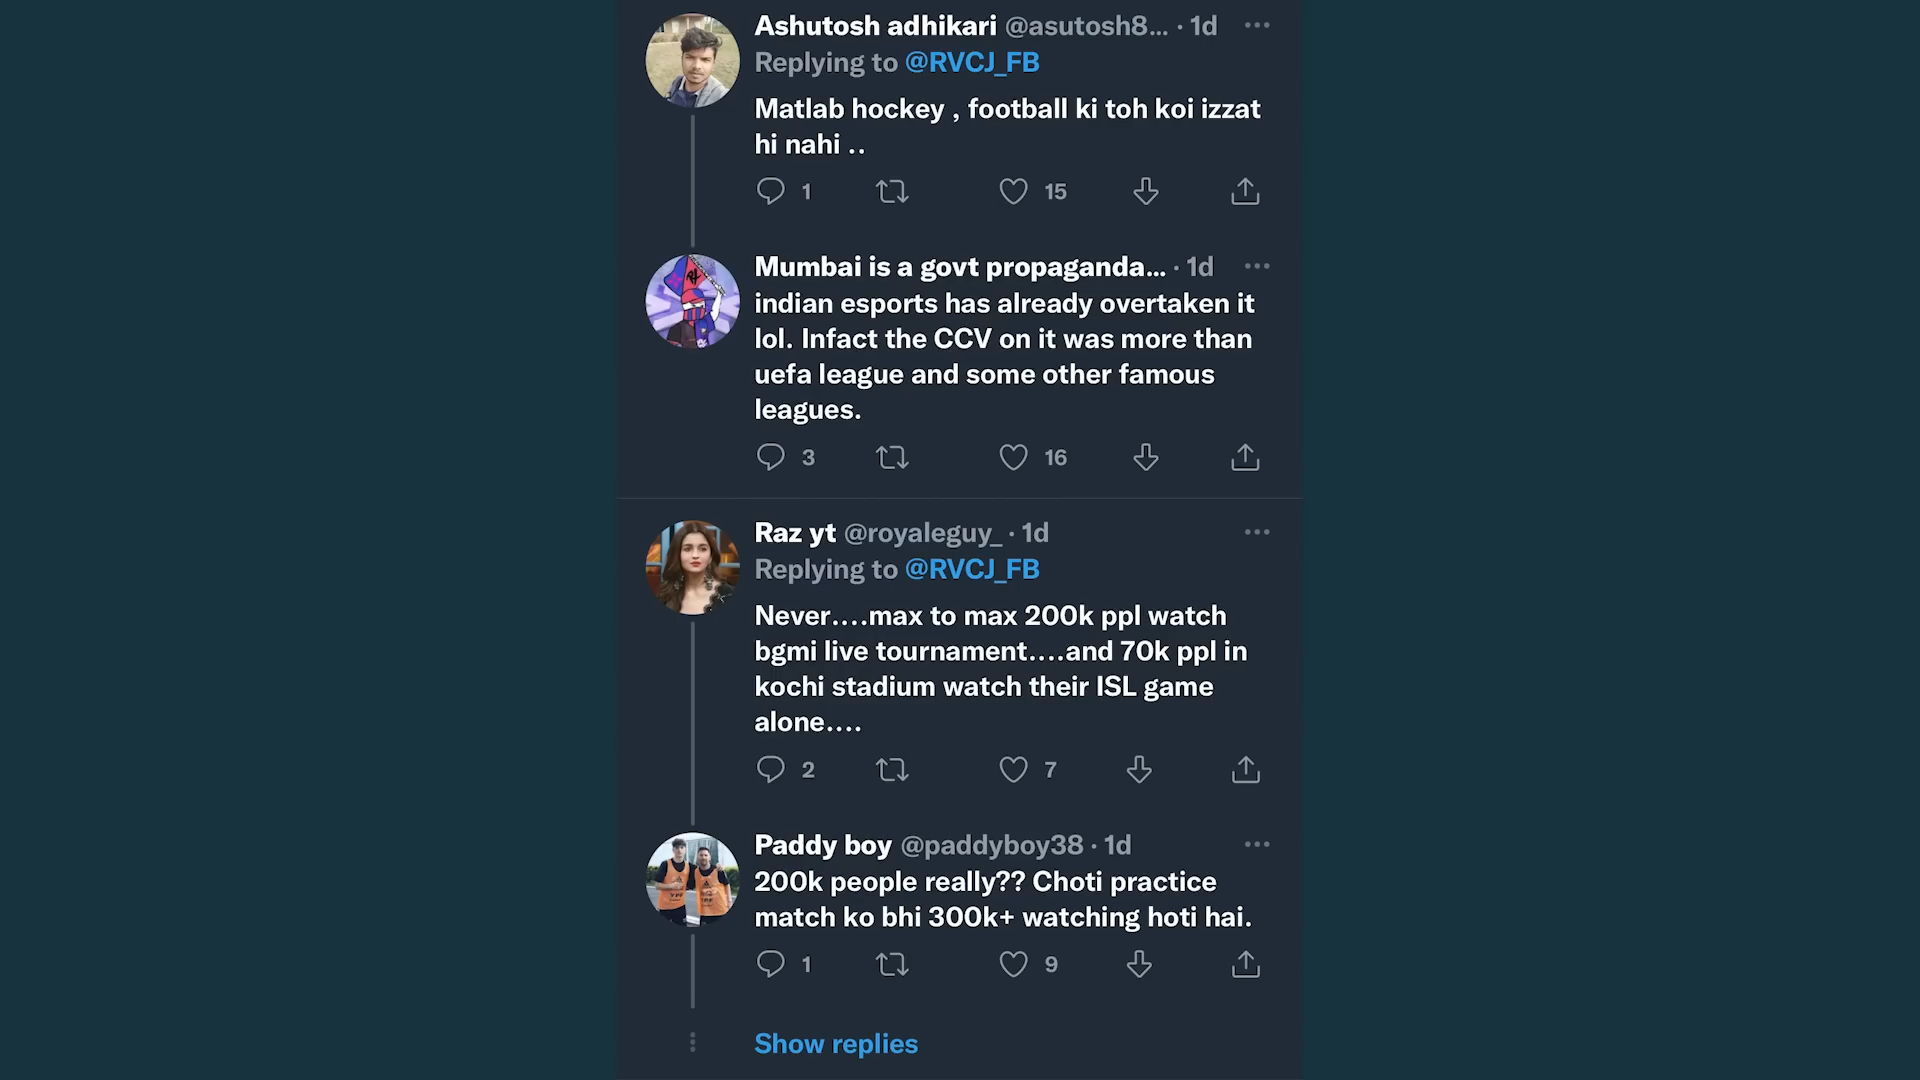 Ashutosh adhikari @asutosh8... · 1d
Replying to @RVCJ_FB
Matlab hockey , football ki toh koi izzat
hi nahi ..
1 15
Mumbai is a govt propaganda... · 1d
indian esports has already overtaken it
lol. Infact the CCV on it was more than
uefa league and some other famous
leagues.
3 16
Raz yt @royaleguy_ · 1d
Replying to @RVCJ_FB
Never....max to max 200k ppl watch
bgmi live tournament....and 70k ppl in
kochi stadium watch their ISL game
alone....
2 7
Paddy boy @paddyboy38 · 1d
200k people really?? Choti practice
match ko bhi 300k+ watching hoti hai.
1 9
Show replies